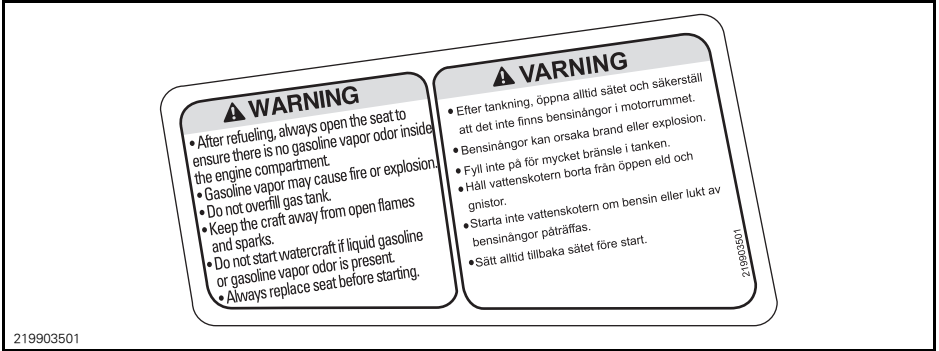 WARNING
• After refueling, always open the seat to
ensure there is no gasoline vapor odor inside
the engine compartment.
• Gasoline vapor may cause fire or explosion.
• Do not overfill gas tank.
• Keep the craft away from open flames
and sparks.
• Do not start watercraft if liquid gasoline
or gasoline vapor odor is present.
• Always replace seat before starting.
VARNING
• Efter tankning, öppna alltid sätet och säkerställ
att det inte finns bensinångor i motorrummet.
• Bensinångor kan orsaka brand eller explosion.
• Fyll inte på för mycket bränsle i tanken.
• Håll vattenskotern borta från öppen eld och
gnistor.
• Starta inte vattenskotern om bensin eller lukt av
bensinångor påträffas.
• Sätt alltid tillbaka sätet före start.
219903501
219903501